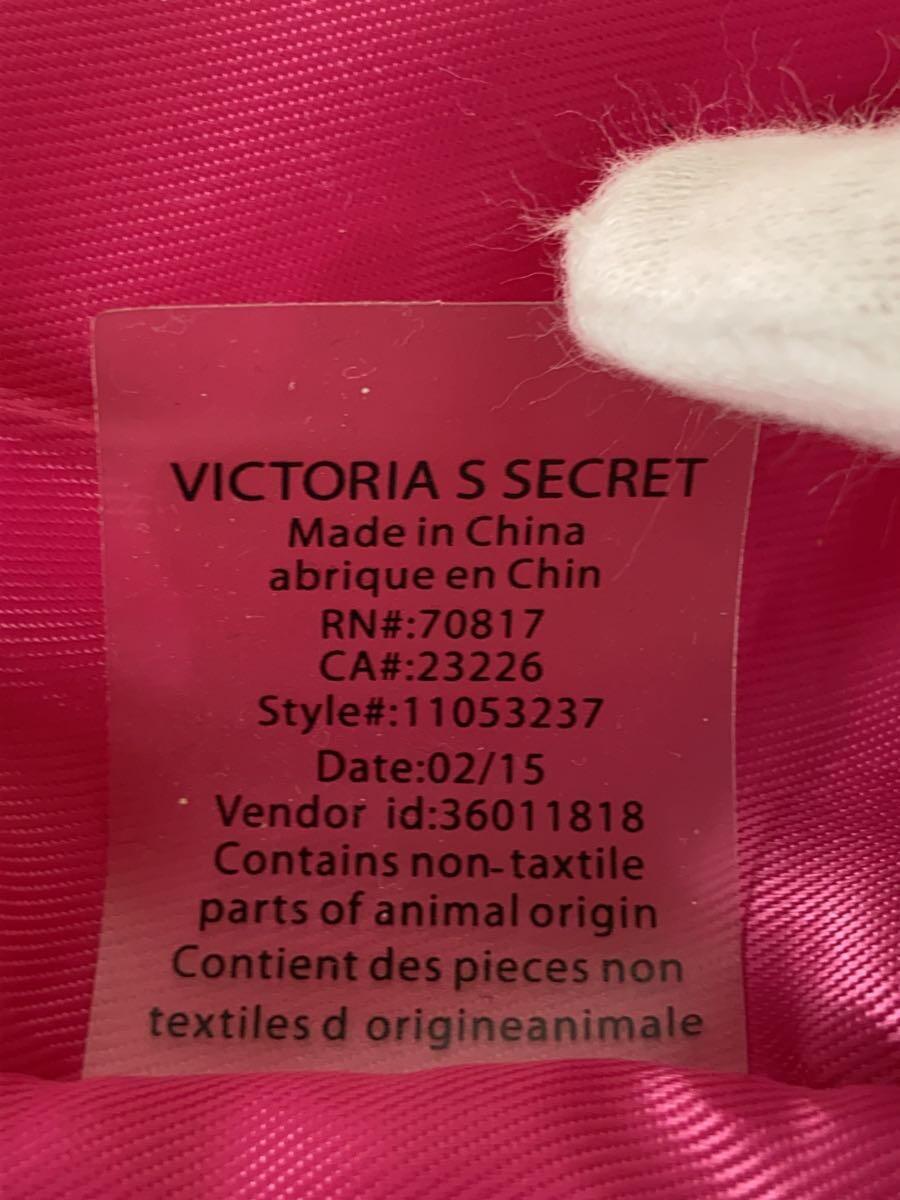 VICTORIA S SECRET
Made in China
abrique en Chin
RN#:70817
CA#:23226
Style#:11053237
Date:02/15
Vendor id:36011818
Contains non-taxtile
parts of animal origin
Contient des pieces non
textiles d origineanimale